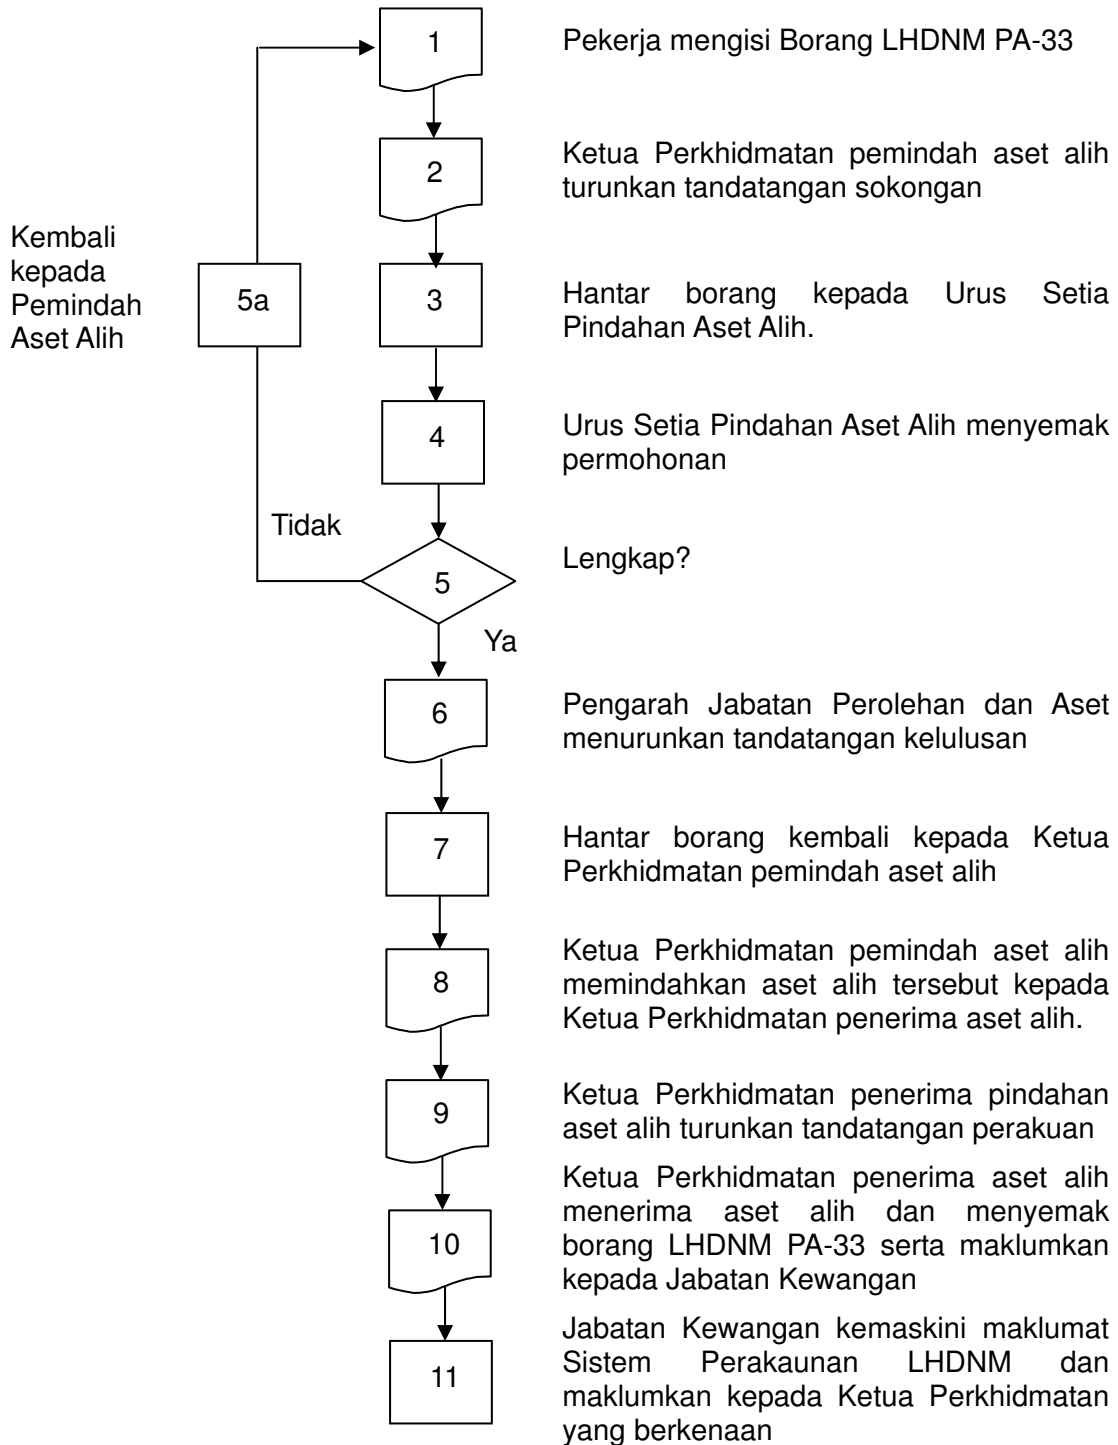 1
Pekerja mengisi Borang LHDNM PA-33
2
Ketua Perkhidmatan pemindah aset alih
turunkan tandatangan sokongan
Kembali
kepada
Pemindah
Aset Alih
5a
3
Hantar borang kepada Urus Setia
Pindahan Aset Alih.
4
Urus Setia Pindahan Aset Alih menyemak
permohonan
Tidak
5
Lengkap?
Ya
6
Pengarah Jabatan Perolehan dan Aset
menurunkan tandatangan kelulusan
7
Hantar borang kembali kepada Ketua
Perkhidmatan pemindah aset alih
8
Ketua Perkhidmatan pemindah aset alih
memindahkan aset alih tersebut kepada
Ketua Perkhidmatan penerima aset alih.
9
Ketua Perkhidmatan penerima pindahan
aset alih turunkan tandatangan perakuan
10
Ketua Perkhidmatan penerima aset alih
menerima aset alih dan menyemak
borang LHDNM PA-33 serta maklumkan
kepada Jabatan Kewangan
11
Jabatan Kewangan kemaskini maklumat
Sistem Perakaunan LHDNM dan
maklumkan kepada Ketua Perkhidmatan
yang berkenaan